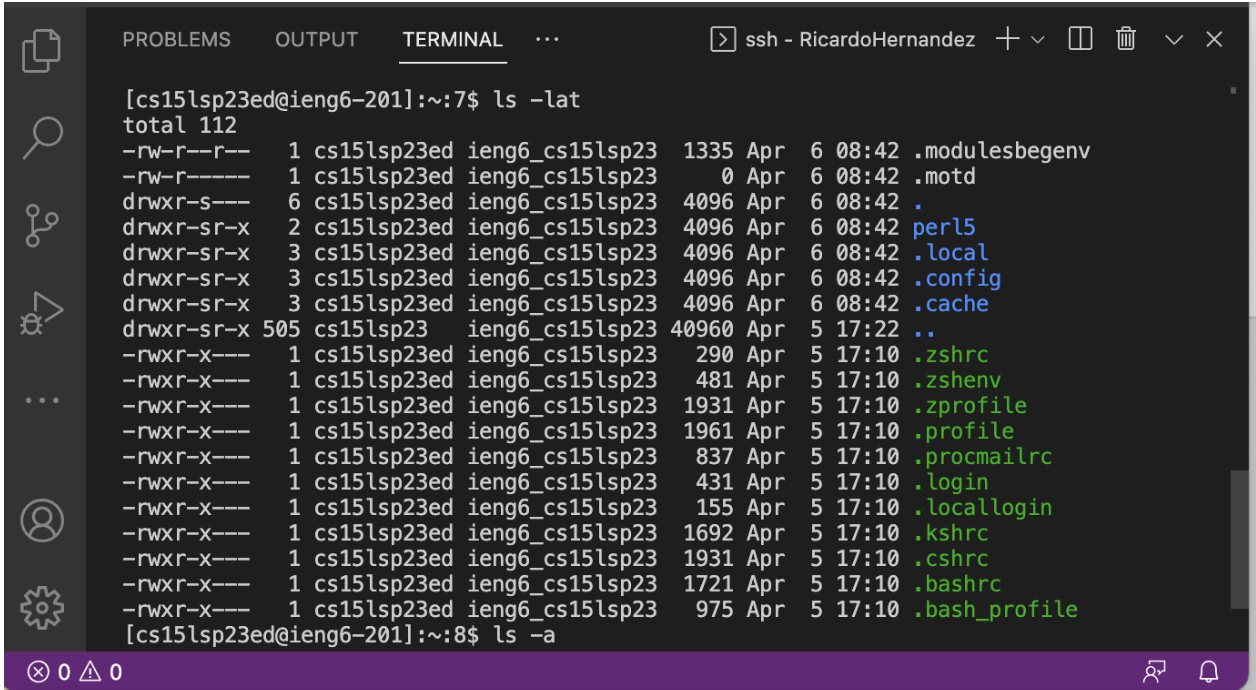 PROBLEMS OUTPUT TERMINAL ··· ssh - RicardoHernandez
[cs15lsp23ed@ieng6-201]:~:7$ ls -lat
total 112
-rw-r--r--   1 cs15lsp23ed ieng6_cs15lsp23  1335 Apr  6 08:42 .modulesbegenv
-rw-r-----   1 cs15lsp23ed ieng6_cs15lsp23     0 Apr  6 08:42 .motd
drwxr-s---   6 cs15lsp23ed ieng6_cs15lsp23  4096 Apr  6 08:42 .
drwxr-sr-x   2 cs15lsp23ed ieng6_cs15lsp23  4096 Apr  6 08:42 perl5
drwxr-sr-x   3 cs15lsp23ed ieng6_cs15lsp23  4096 Apr  6 08:42 .local
drwxr-sr-x   3 cs15lsp23ed ieng6_cs15lsp23  4096 Apr  6 08:42 .config
drwxr-sr-x   3 cs15lsp23ed ieng6_cs15lsp23  4096 Apr  6 08:42 .cache
drwxr-sr-x 505 cs15lsp23   ieng6_cs15lsp23 40960 Apr  5 17:22 ..
-rwxr-x---   1 cs15lsp23ed ieng6_cs15lsp23   290 Apr  5 17:10 .zshrc
-rwxr-x---   1 cs15lsp23ed ieng6_cs15lsp23   481 Apr  5 17:10 .zshenv
-rwxr-x---   1 cs15lsp23ed ieng6_cs15lsp23  1931 Apr  5 17:10 .zprofile
-rwxr-x---   1 cs15lsp23ed ieng6_cs15lsp23  1961 Apr  5 17:10 .profile
-rwxr-x---   1 cs15lsp23ed ieng6_cs15lsp23   837 Apr  5 17:10 .procmailrc
-rwxr-x---   1 cs15lsp23ed ieng6_cs15lsp23   431 Apr  5 17:10 .login
-rwxr-x---   1 cs15lsp23ed ieng6_cs15lsp23   155 Apr  5 17:10 .locallogin
-rwxr-x---   1 cs15lsp23ed ieng6_cs15lsp23  1692 Apr  5 17:10 .kshrc
-rwxr-x---   1 cs15lsp23ed ieng6_cs15lsp23  1931 Apr  5 17:10 .cshrc
-rwxr-x---   1 cs15lsp23ed ieng6_cs15lsp23  1721 Apr  5 17:10 .bashrc
-rwxr-x---   1 cs15lsp23ed ieng6_cs15lsp23   975 Apr  5 17:10 .bash_profile
[cs15lsp23ed@ieng6-201]:~:8$ ls -a
0 0